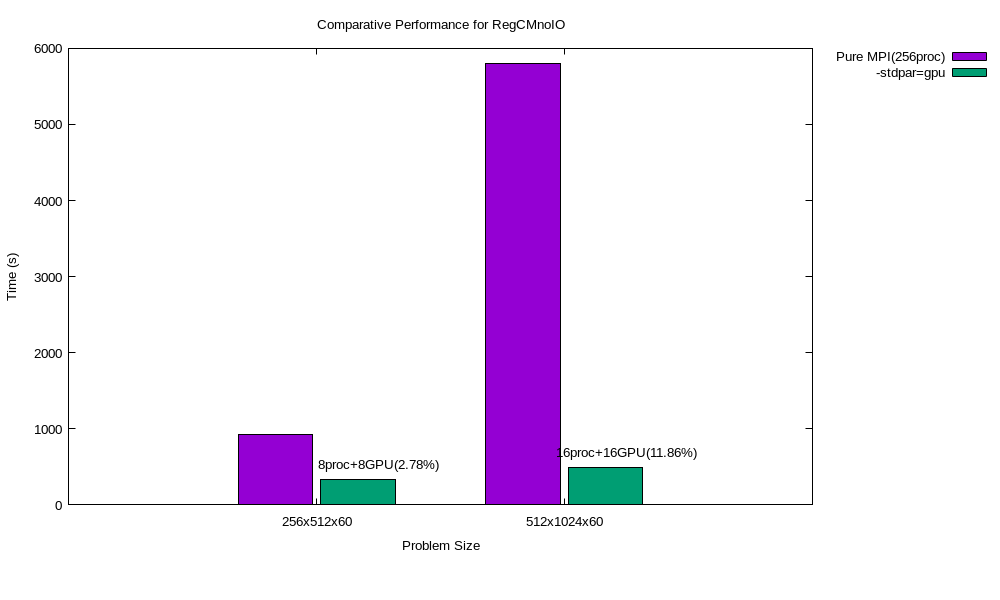 Comparative Performance for RegCMnoIO
Pure MPI(256proc)
-stdpar=gpu
6000
5000
4000
3000
2000
1000
0
Time (s)
8proc+8GPU(2.78%)
16proc+16GPU(11.86%)
256x512x60
512x1024x60
Problem Size